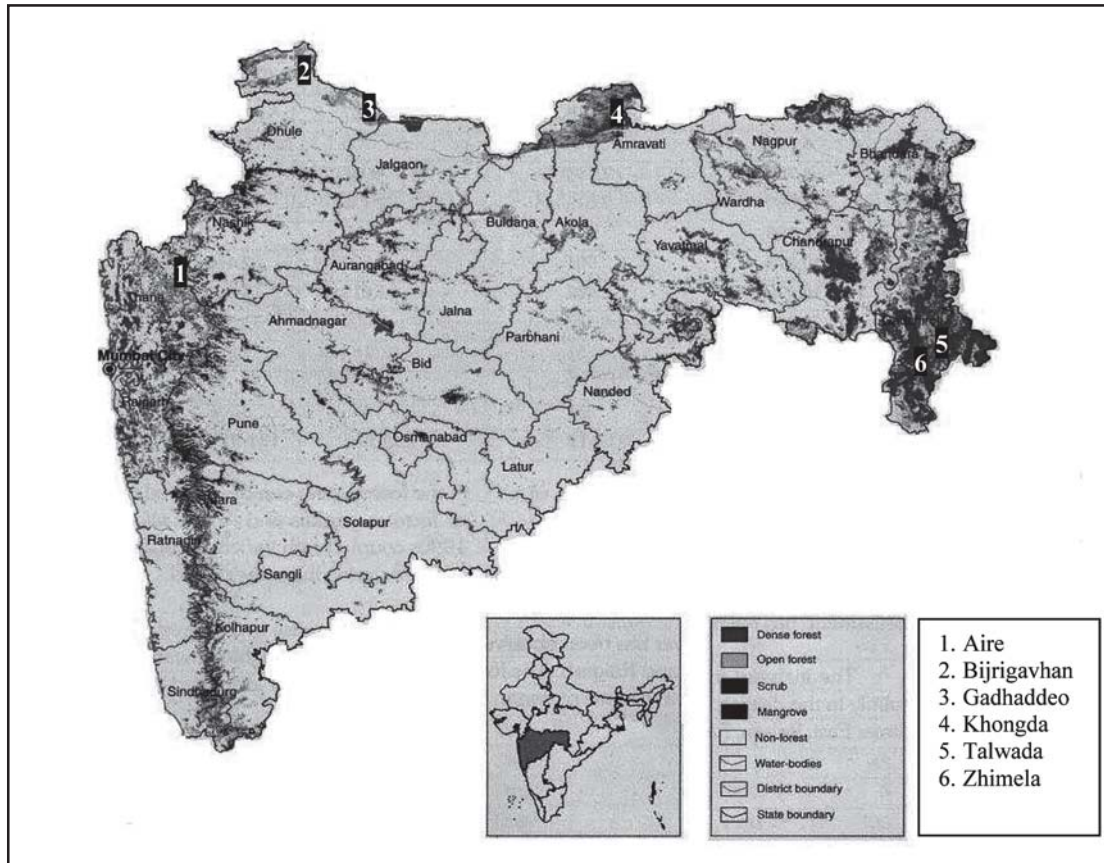 2
3
4
Dhule
Amravati
Nagpur
Bhandara
Jalgaon
Wardha
Nashik
Buldana
Akola
Yavatmal
Chandrapur
1
Aurangabad
Thane
Ahmadnagar
Jalna
Parbhani
5
Mumbai City
Bid
6
Nanded
Pune
Osmanabad
Latur
Solapur
Ratnagiri
Sangli
Kolhapur
Sindhudurg
Dense forest
Open forest
Scrub
Mangrove
Non-forest
Water-bodies
District boundary
State boundary
1. Aire
2. Bijrigavhan
3. Gadhaddeo
4. Khongda
5. Talwada
6. Zhimela